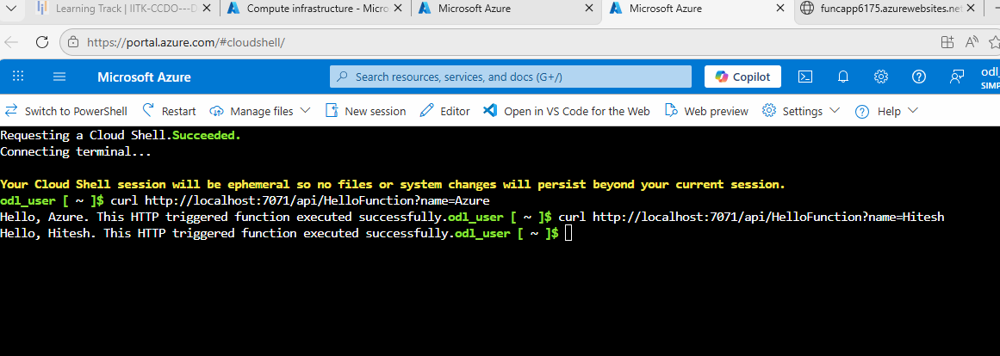 Learning Track | IITK-CCDO---D
Compute infrastructure - Micro
Microsoft Azure
Microsoft Azure
funcapp6175.azurewebsites.net
https://portal.azure.com/#cloudshell/
Microsoft Azure
Search resources, services, and docs (G+/)
Copilot
odl_
SIMP
Switch to PowerShell
Restart
Manage files
New session
Editor
Open in VS Code for the Web
Web preview
Settings
Help
Requesting a Cloud Shell.Succeeded.
Connecting terminal...
Your Cloud Shell session will be ephemeral so no files or system changes will persist beyond your current session.
odl_user [ ~ ]$ curl http://localhost:7071/api/HelloFunction?name=Azure
Hello, Azure. This HTTP triggered function executed successfully.odl_user [ ~ ]$ curl http://localhost:7071/api/HelloFunction?name=Hitesh
Hello, Hitesh. This HTTP triggered function executed successfully.odl_user [ ~ ]$